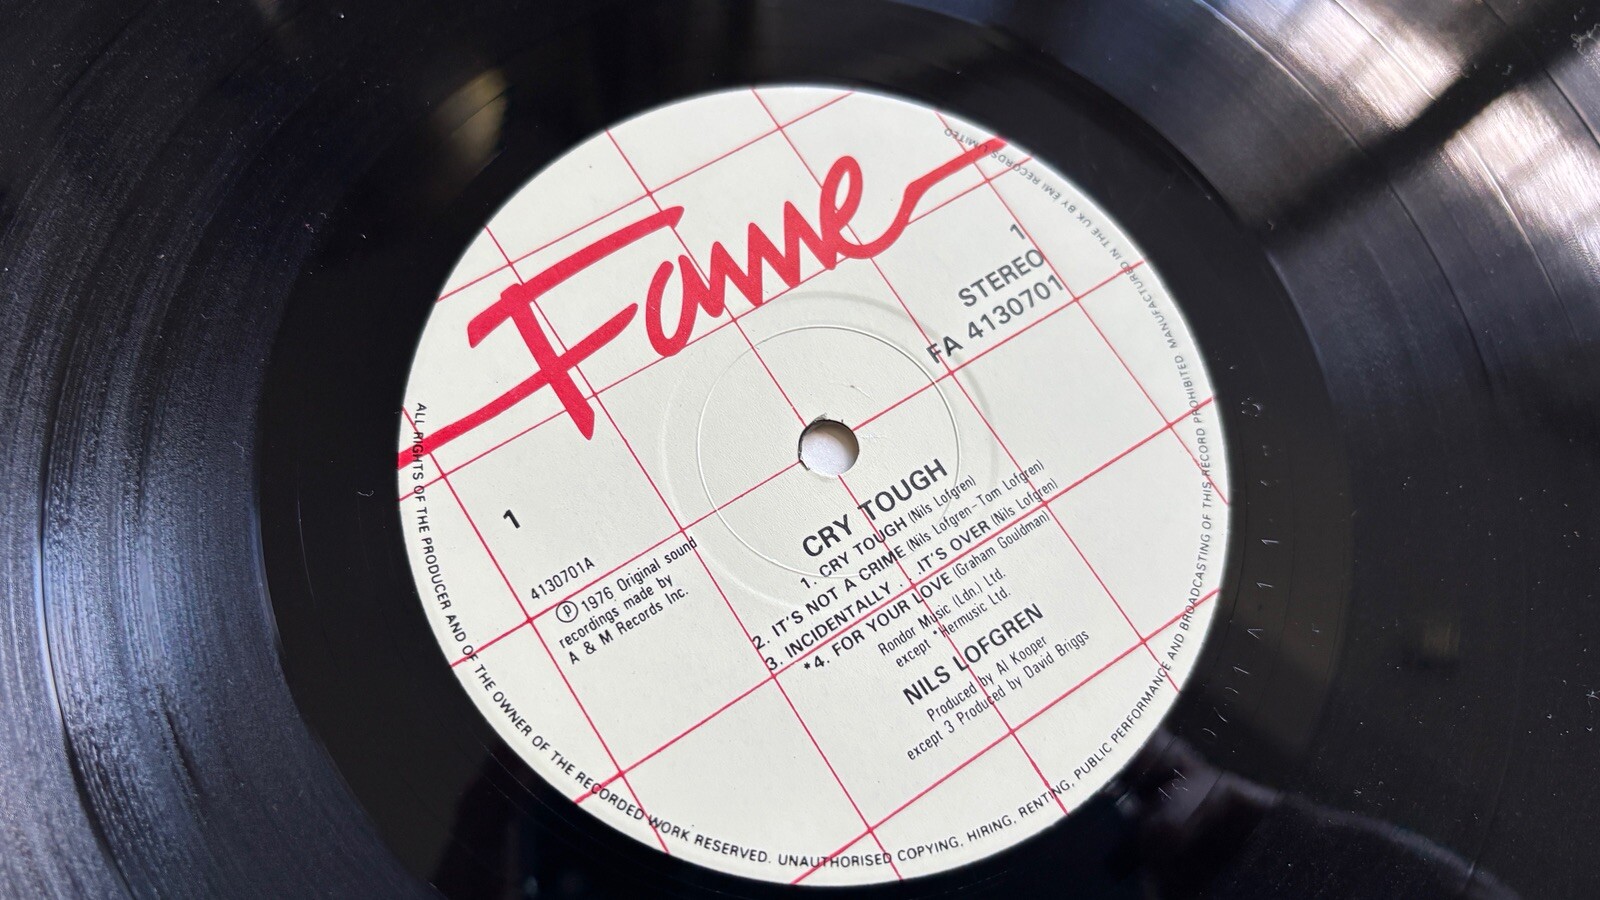 Fame
1
STEREO
FA 4130701
1
4130701A
Ⓟ 1976 Original sound
recordings made by
A & M Records Inc.
CRY TOUGH
1. CRY TOUGH (Nils Lofgren)
2. IT'S NOT A CRIME (Nils Lofgren–Tom Lofgren)
3. INCIDENTALLY . . .IT'S OVER (Nils Lofgren)
*4. FOR YOUR LOVE (Graham Gouldman)
Rondor Music (Ldn.) Ltd.
except *Hermusic Ltd.
NILS LOFGREN
Produced by Al Kooper
except 3 Produced by David Briggs
ALL RIGHTS OF THE PRODUCER AND OF THE OWNER OF THE RECORDED WORK RESERVED. UNAUTHORISED COPYING, HIRING, RENTING, PUBLIC PERFORMANCE AND BROADCASTING OF THIS RECORD PROHIBITED. MANUFACTURED IN THE UK BY EMI RECORDS LIMITED